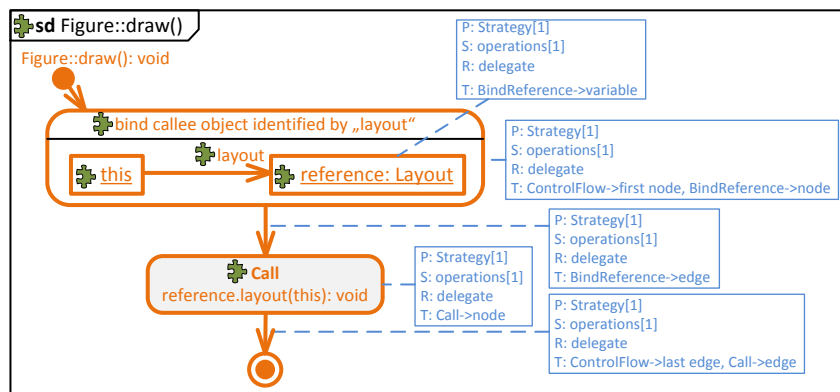 sd Figure::draw()
Figure::draw(): void
P: Strategy[1]
S: operations[1]
R: delegate
T: BindReference->variable
bind callee object identified by „layout“
this
layout
reference: Layout
P: Strategy[1]
S: operations[1]
R: delegate
T: ControlFlow->first node, BindReference->node
P: Strategy[1]
S: operations[1]
R: delegate
T: BindReference->edge
Call
reference.layout(this): void
P: Strategy[1]
S: operations[1]
R: delegate
T: Call->node
P: Strategy[1]
S: operations[1]
R: delegate
T: ControlFlow->last edge, Call->edge